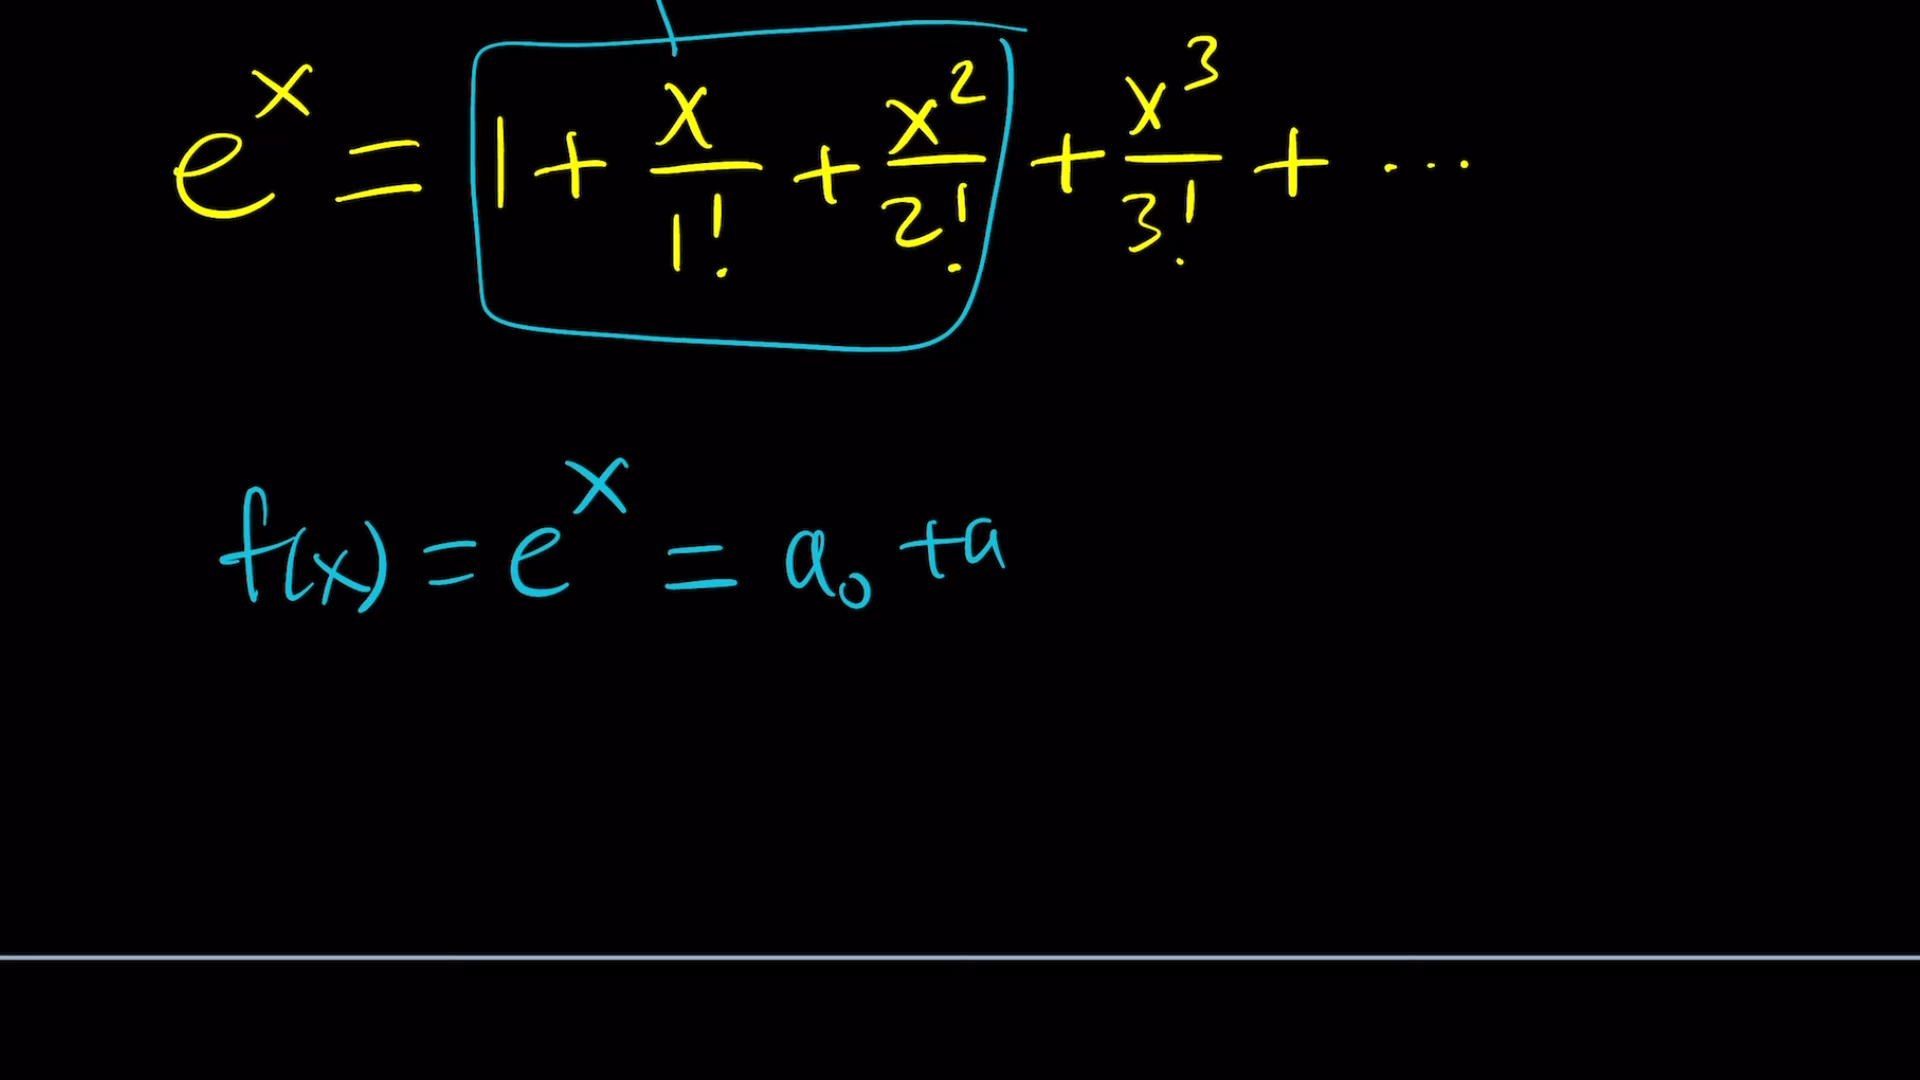 e^x = 1 + x/1! + x^2/2! + x^3/3! + ...
f(x) = e^x = a_0 + a